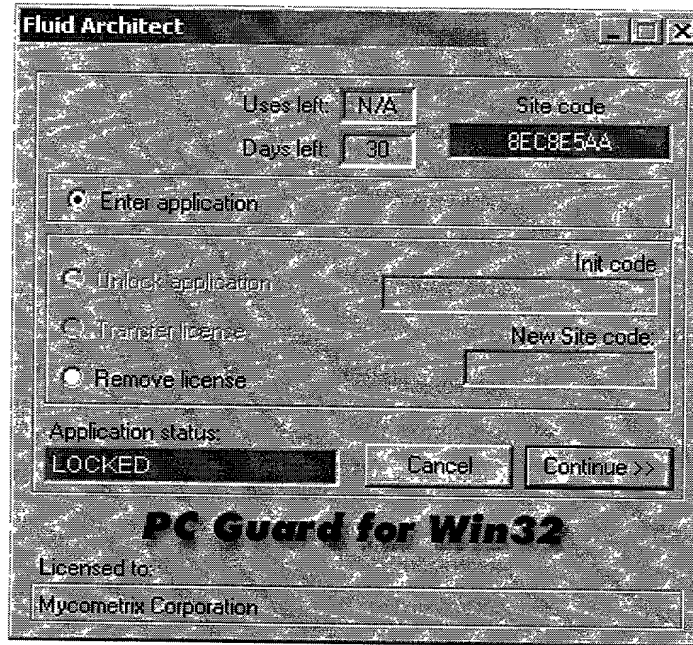 Fluid Architect
Uses left: N/A
Site code
Days left: 30
8EC8E5AA
Enter application
Init code
Unlock application
Transfer licence
New Site code:
Remove license
Application status:
LOCKED
Cancel
Continue >>
PC Guard for Win32
Licensed to:
Mycometrix Corporation